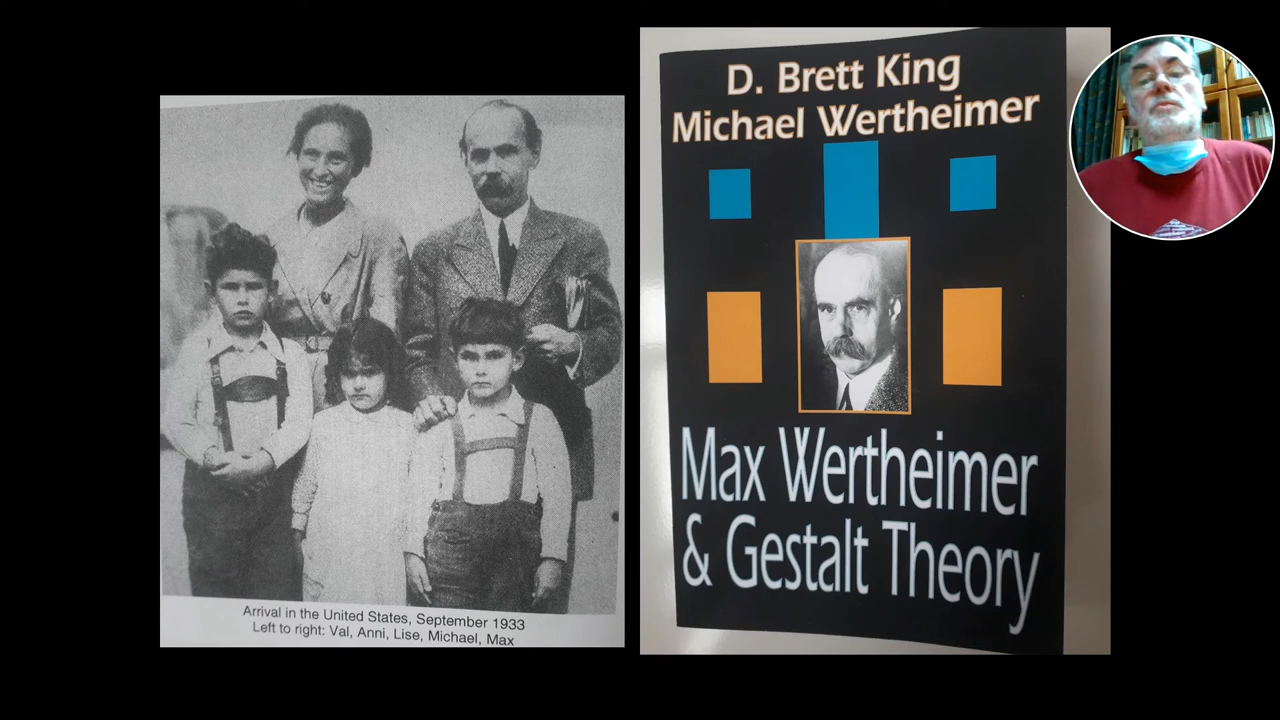 Arrival in the United States, September 1933
Left to right: Val, Anni, Lise, Michael, Max
D. Brett King
Michael Wertheimer
Max Wertheimer
& Gestalt Theory